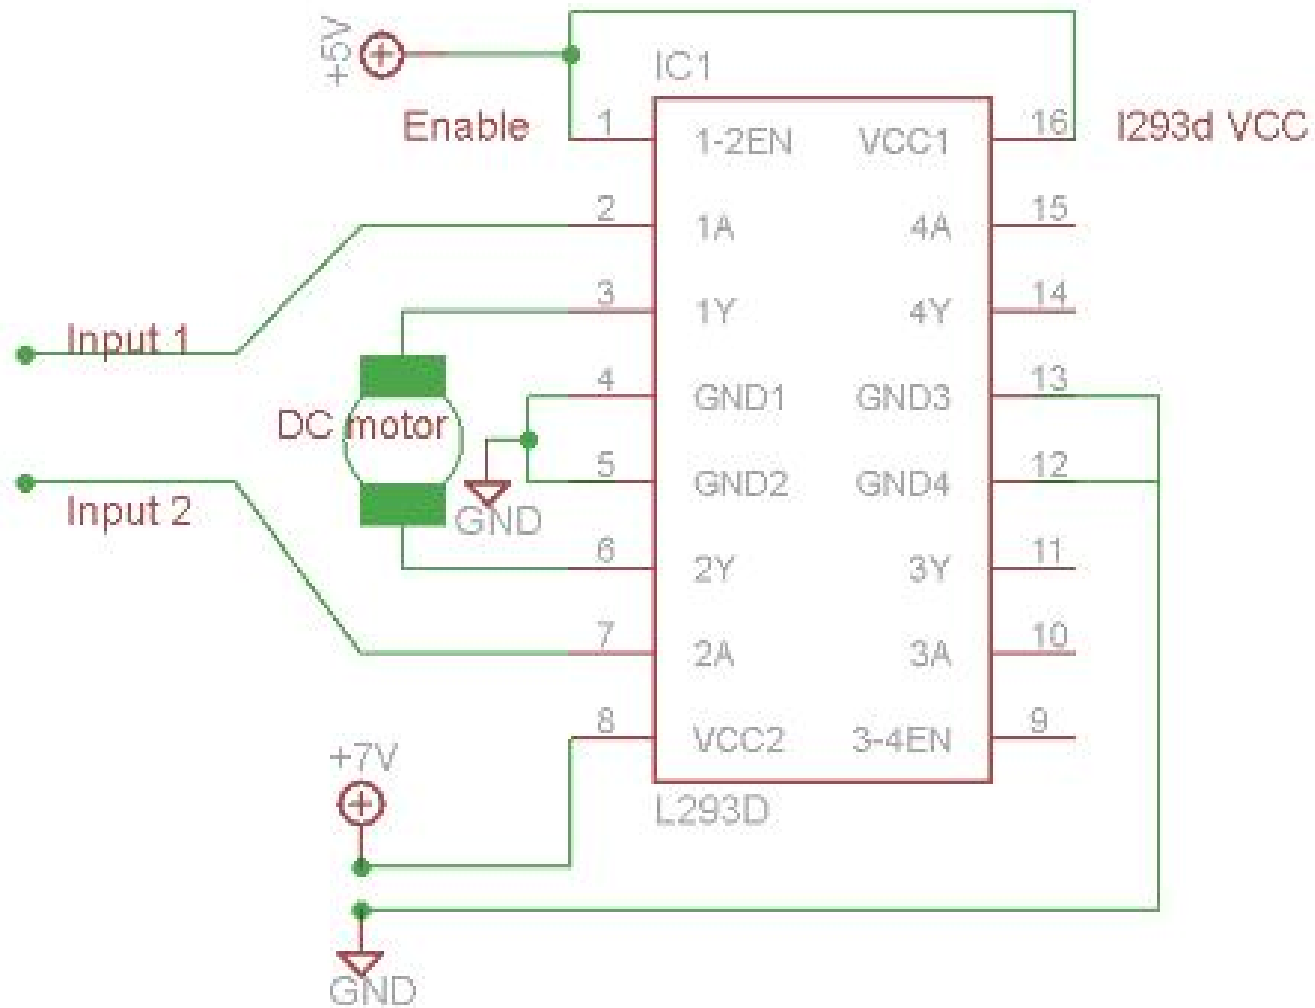 +5V
IC1
Enable
1
1-2EN
VCC1
16
l293d VCC
2
1A
4A
15
3
1Y
4Y
14
Input 1
4
GND1
GND3
13
DC motor
5
GND2
GND4
12
Input 2
GND
6
2Y
3Y
11
7
2A
3A
10
8
VCC2
3-4EN
9
+7V
L293D
GND